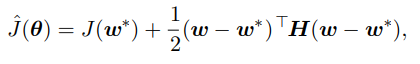 Ĵ(θ) = J(w*) + 1/2 (w − w*)⊤H(w − w*),